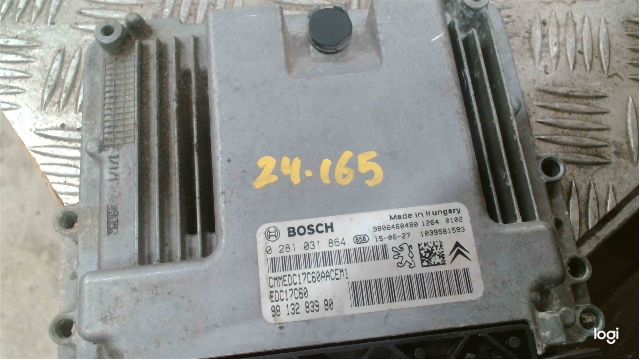 24.165
BOSCH
Made in Hungary
9806460480 1264 0102
0 281 031 864
15-06-27 1039S81593
CMMEDC17C60AACEM1
EDC17C60
98 132 839 80
logi